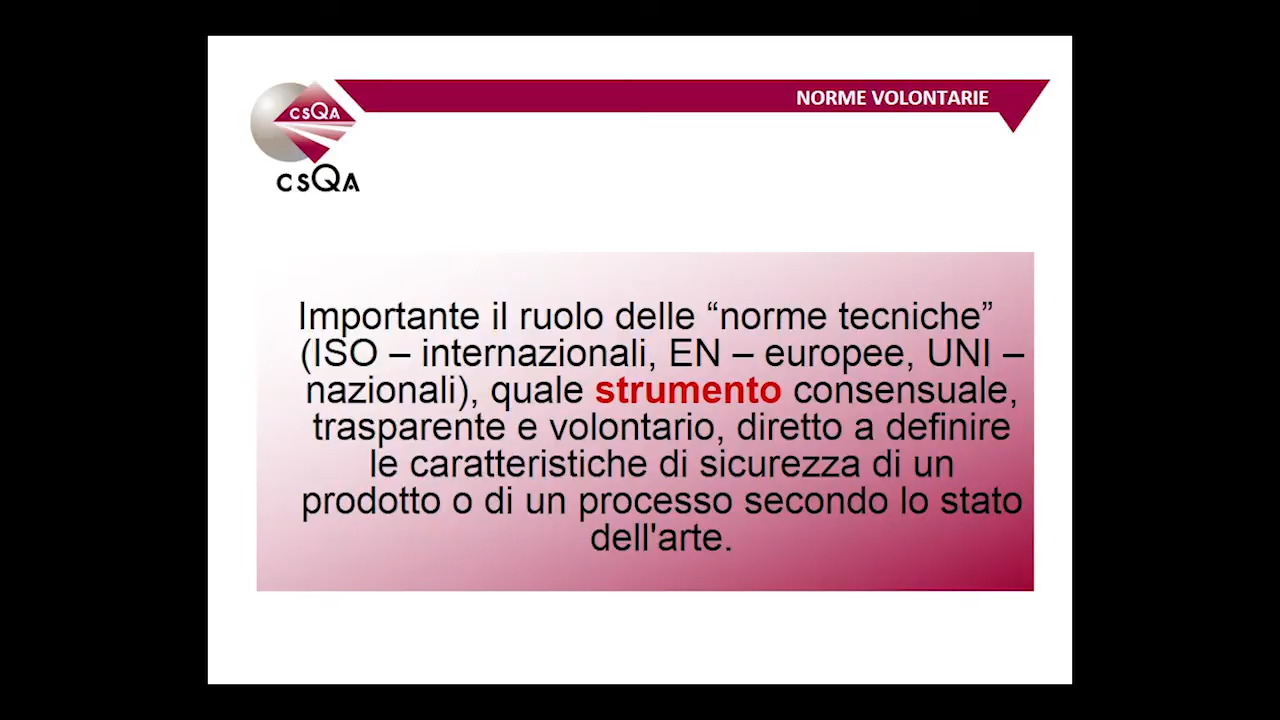 NORME VOLONTARIE
CSQA
CSQA
Importante il ruolo delle “norme tecniche”
(ISO – internazionali, EN – europee, UNI –
nazionali), quale strumento consensuale,
trasparente e volontario, diretto a definire
le caratteristiche di sicurezza di un
prodotto o di un processo secondo lo stato
dell'arte.